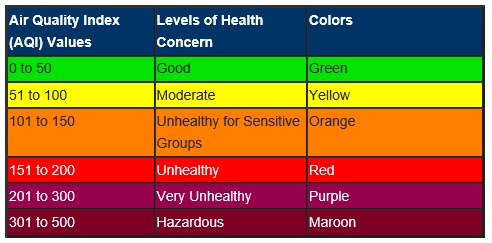 Air Quality Index Levels of Health Colors
(AQI) Values Concern
0 to 50 Good Green
51 to 100 Moderate Yellow
101 to 150 Unhealthy for Sensitive Orange
Groups
151 to 200 Unhealthy Red
201 to 300 Very Unhealthy Purple
301 to 500 Hazardous Maroon